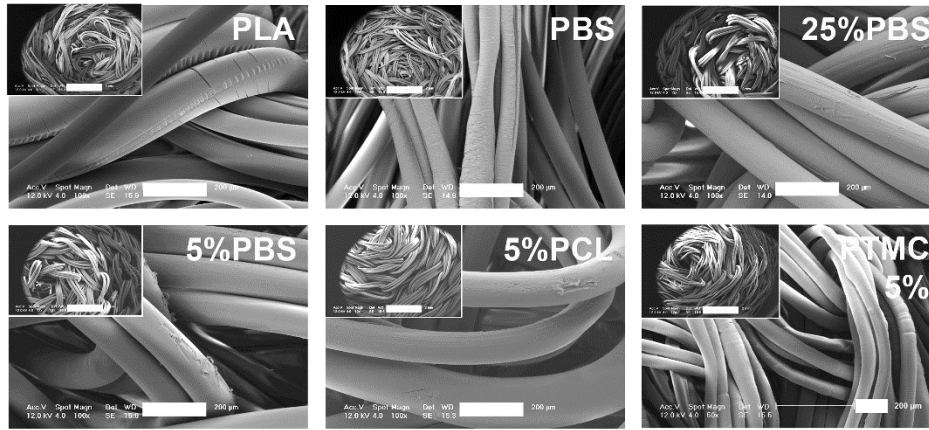 PLA
Acc.V Spot Magn Det WD
12.0 kV 4.0 100x SE 15.9
200 µm
PBS
Acc.V Spot Magn Det WD
12.0 kV 4.0 100x SE 14.8
200 µm
25%PBS
Acc.V Spot Magn Det WD
12.0 kV 4.0 100x SE 14.0
200 µm
5%PBS
Acc.V Spot Magn Det WD
12.0 kV 4.0 100x SE 15.0
200 µm
5%PCL
Acc.V Spot Magn Det WD
12.0 kV 4.0 100x SE 15.3
200 µm
PTMC
5%
Acc.V Spot Magn Det WD
12.0 kV 4.0 50x SE 15.5
200 µm